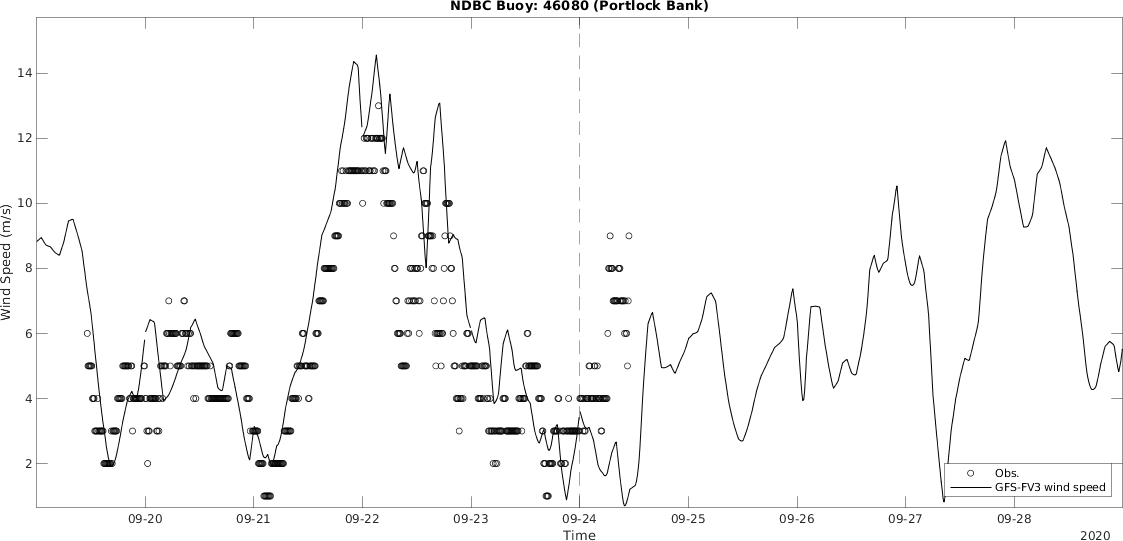 NDBC Buoy: 46080 (Portlock Bank)
Wind Speed (m/s)
14
12
10
8
6
4
2
Obs.
GFS-FV3 wind speed
09-20 09-21 09-22 09-23 09-24 09-25 09-26 09-27 09-28
Time
2020